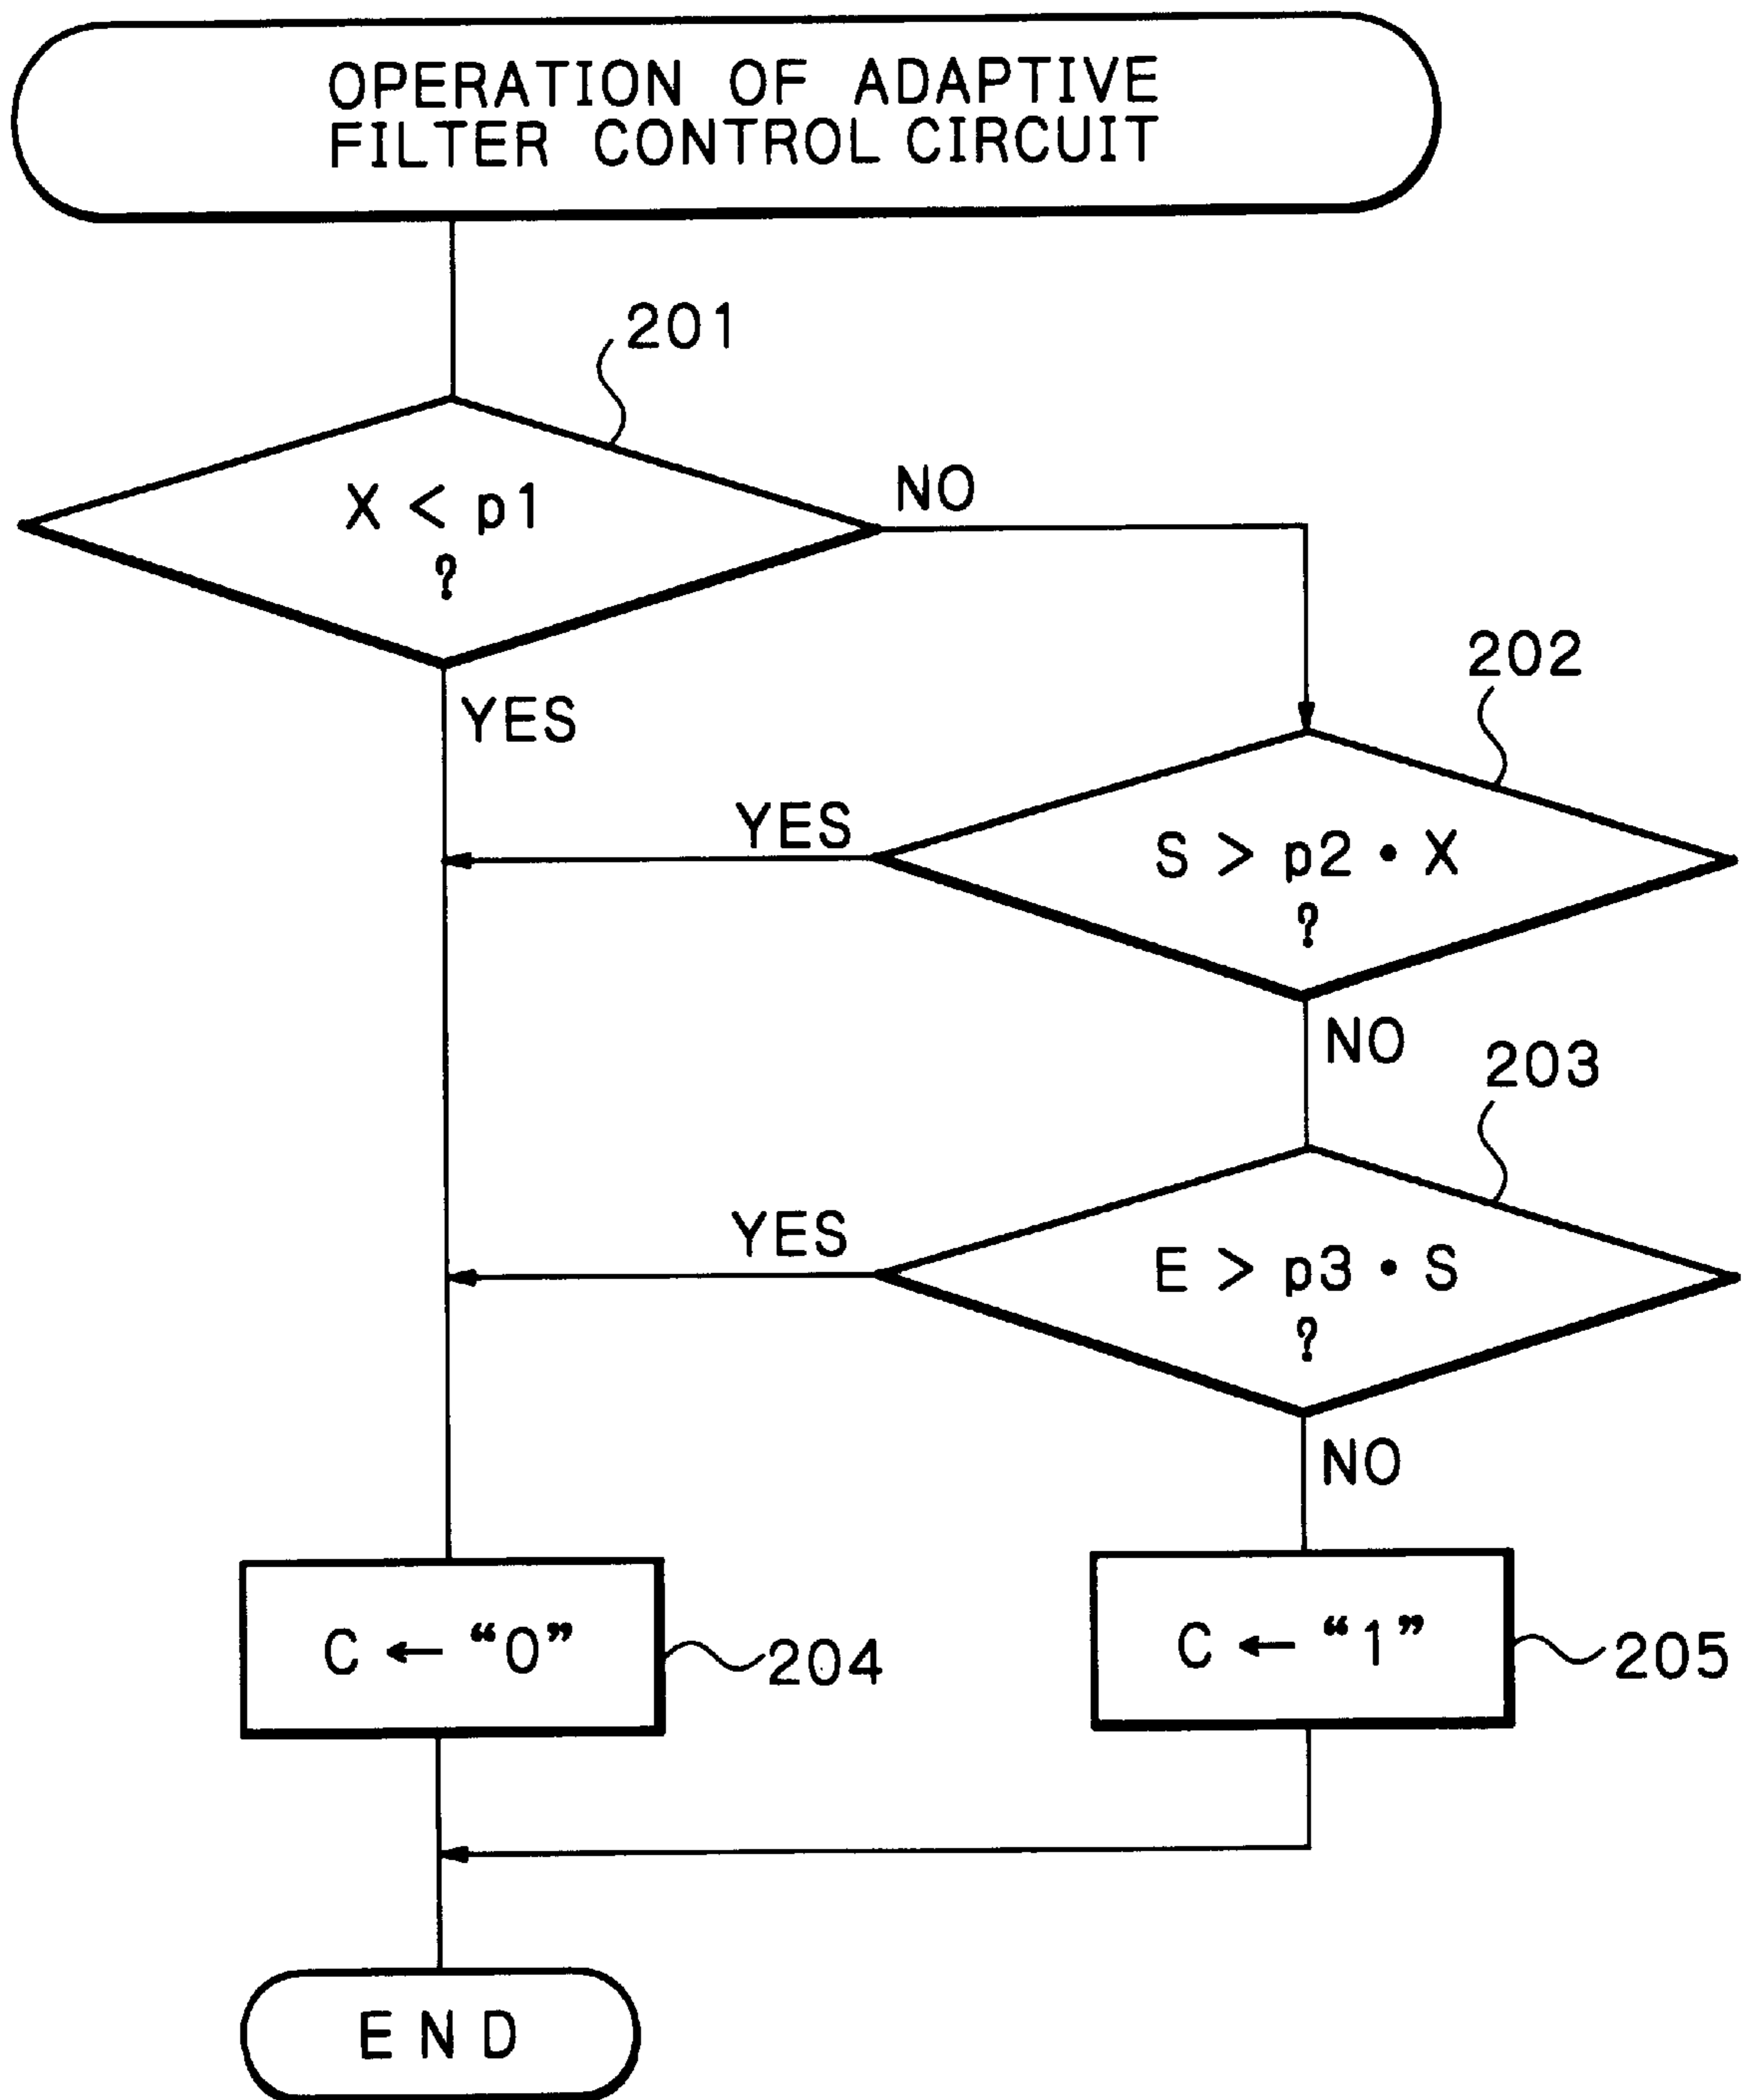 OPERATION OF ADAPTIVE
FILTER CONTROL CIRCUIT
201
X < p1
?
NO
YES
202
YES
S > p2 • X
?
NO
203
YES
E > p3 • S
?
NO
C ← “0”
204
C ← “1”
205
END